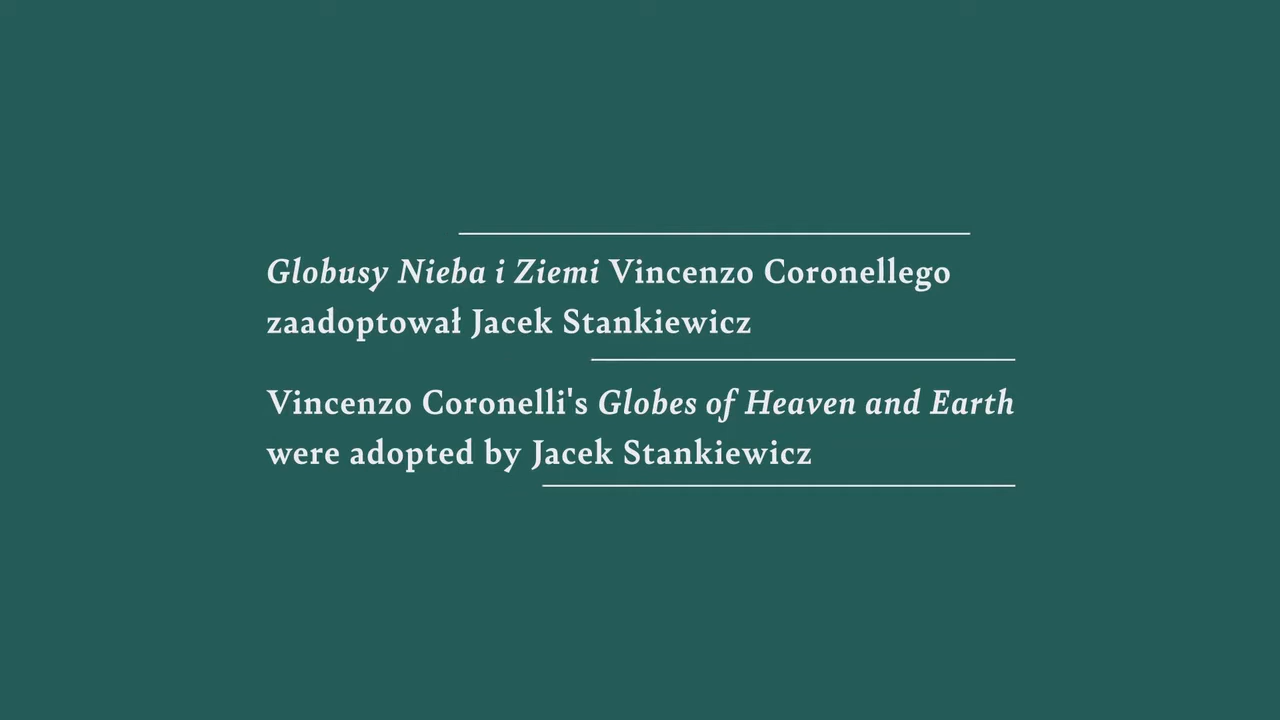 Globusy Nieba i Ziemi Vincenzo Coronellego
zaadoptował Jacek Stankiewicz
Vincenzo Coronelli's Globes of Heaven and Earth
were adopted by Jacek Stankiewicz